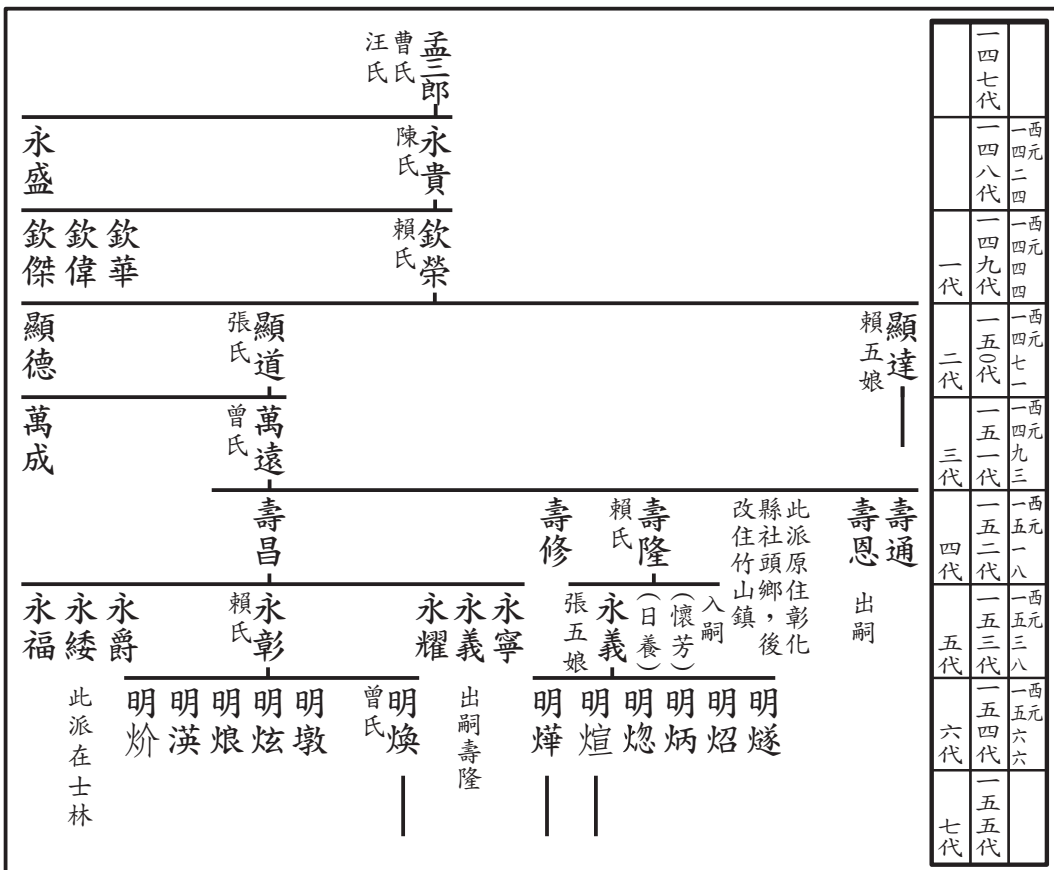 一四七代
西元一四二四
一四八代
西元一四四四
一四九代
一代
西元一四七一
一五0代
二代
西元一四九三
一五一代
三代
西元一五一八
一五二代
四代
西元一五三八
一五三代
五代
西元一五六六
一五四代
六代
一五五代
七代
孟三郎
曹氏
汪氏
永貴
陳氏
永盛
欽榮
賴氏
欽華
欽偉
欽傑
顯達
賴五娘
顯道
張氏
顯德
萬遠
曾氏
萬成
壽通
壽恩
出嗣
此派原住彰化
縣社頭鄉，後
改住竹山鎮
壽隆
賴氏
壽修
壽昌
入嗣
(懷芳)
(日養)
永義
張五娘
永寧
永義
出嗣壽隆
永耀
永彰
賴氏
永爵
永綏
此派在士林
永福
明燧
明炤
明炳
明煾
明煊
明燁
明煥
曾氏
明墩
明炫
明烺
明渶
明炌